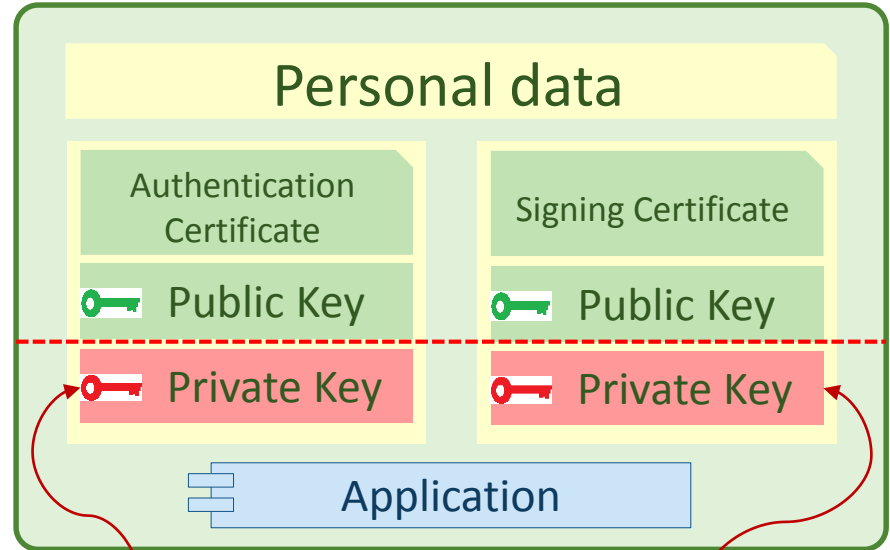 Personal data
Authentication
Certificate
Signing Certificate
Public Key
Public Key
Private Key
Private Key
Application